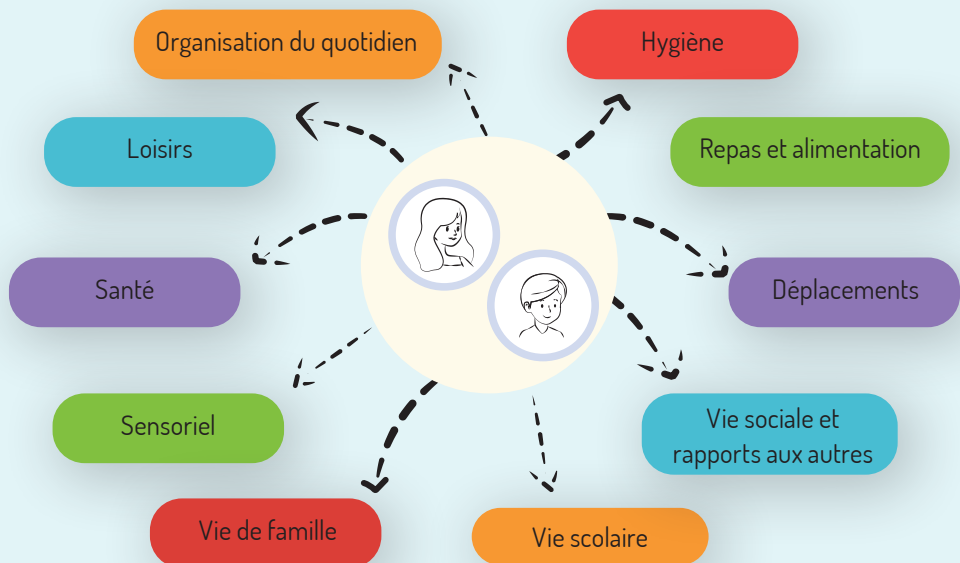 Organisation du quotidien
Hygiène
Loisirs
Repas et alimentation
Santé
Déplacements
Sensoriel
Vie sociale et
rapports aux autres
Vie de famille
Vie scolaire